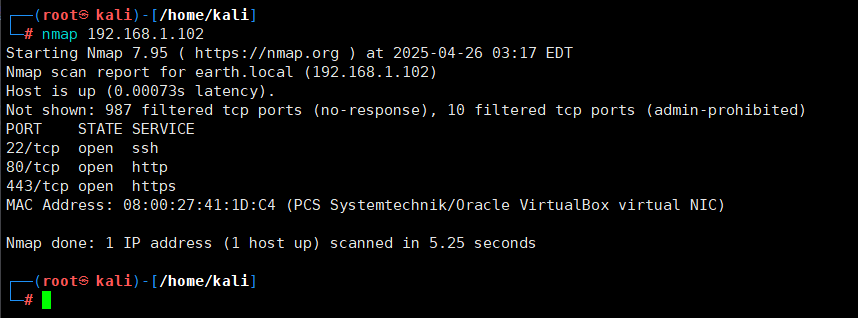 ┌──(root㉿ kali)-[/home/kali]
└─# nmap 192.168.1.102
Starting Nmap 7.95 ( https://nmap.org ) at 2025-04-26 03:17 EDT
Nmap scan report for earth.local (192.168.1.102)
Host is up (0.00073s latency).
Not shown: 987 filtered tcp ports (no-response), 10 filtered tcp ports (admin-prohibited)
PORT    STATE SERVICE
22/tcp  open  ssh
80/tcp  open  http
443/tcp open  https
MAC Address: 08:00:27:41:1D:C4 (PCS Systemtechnik/Oracle VirtualBox virtual NIC)
Nmap done: 1 IP address (1 host up) scanned in 5.25 seconds
┌──(root㉿ kali)-[/home/kali]
└─#